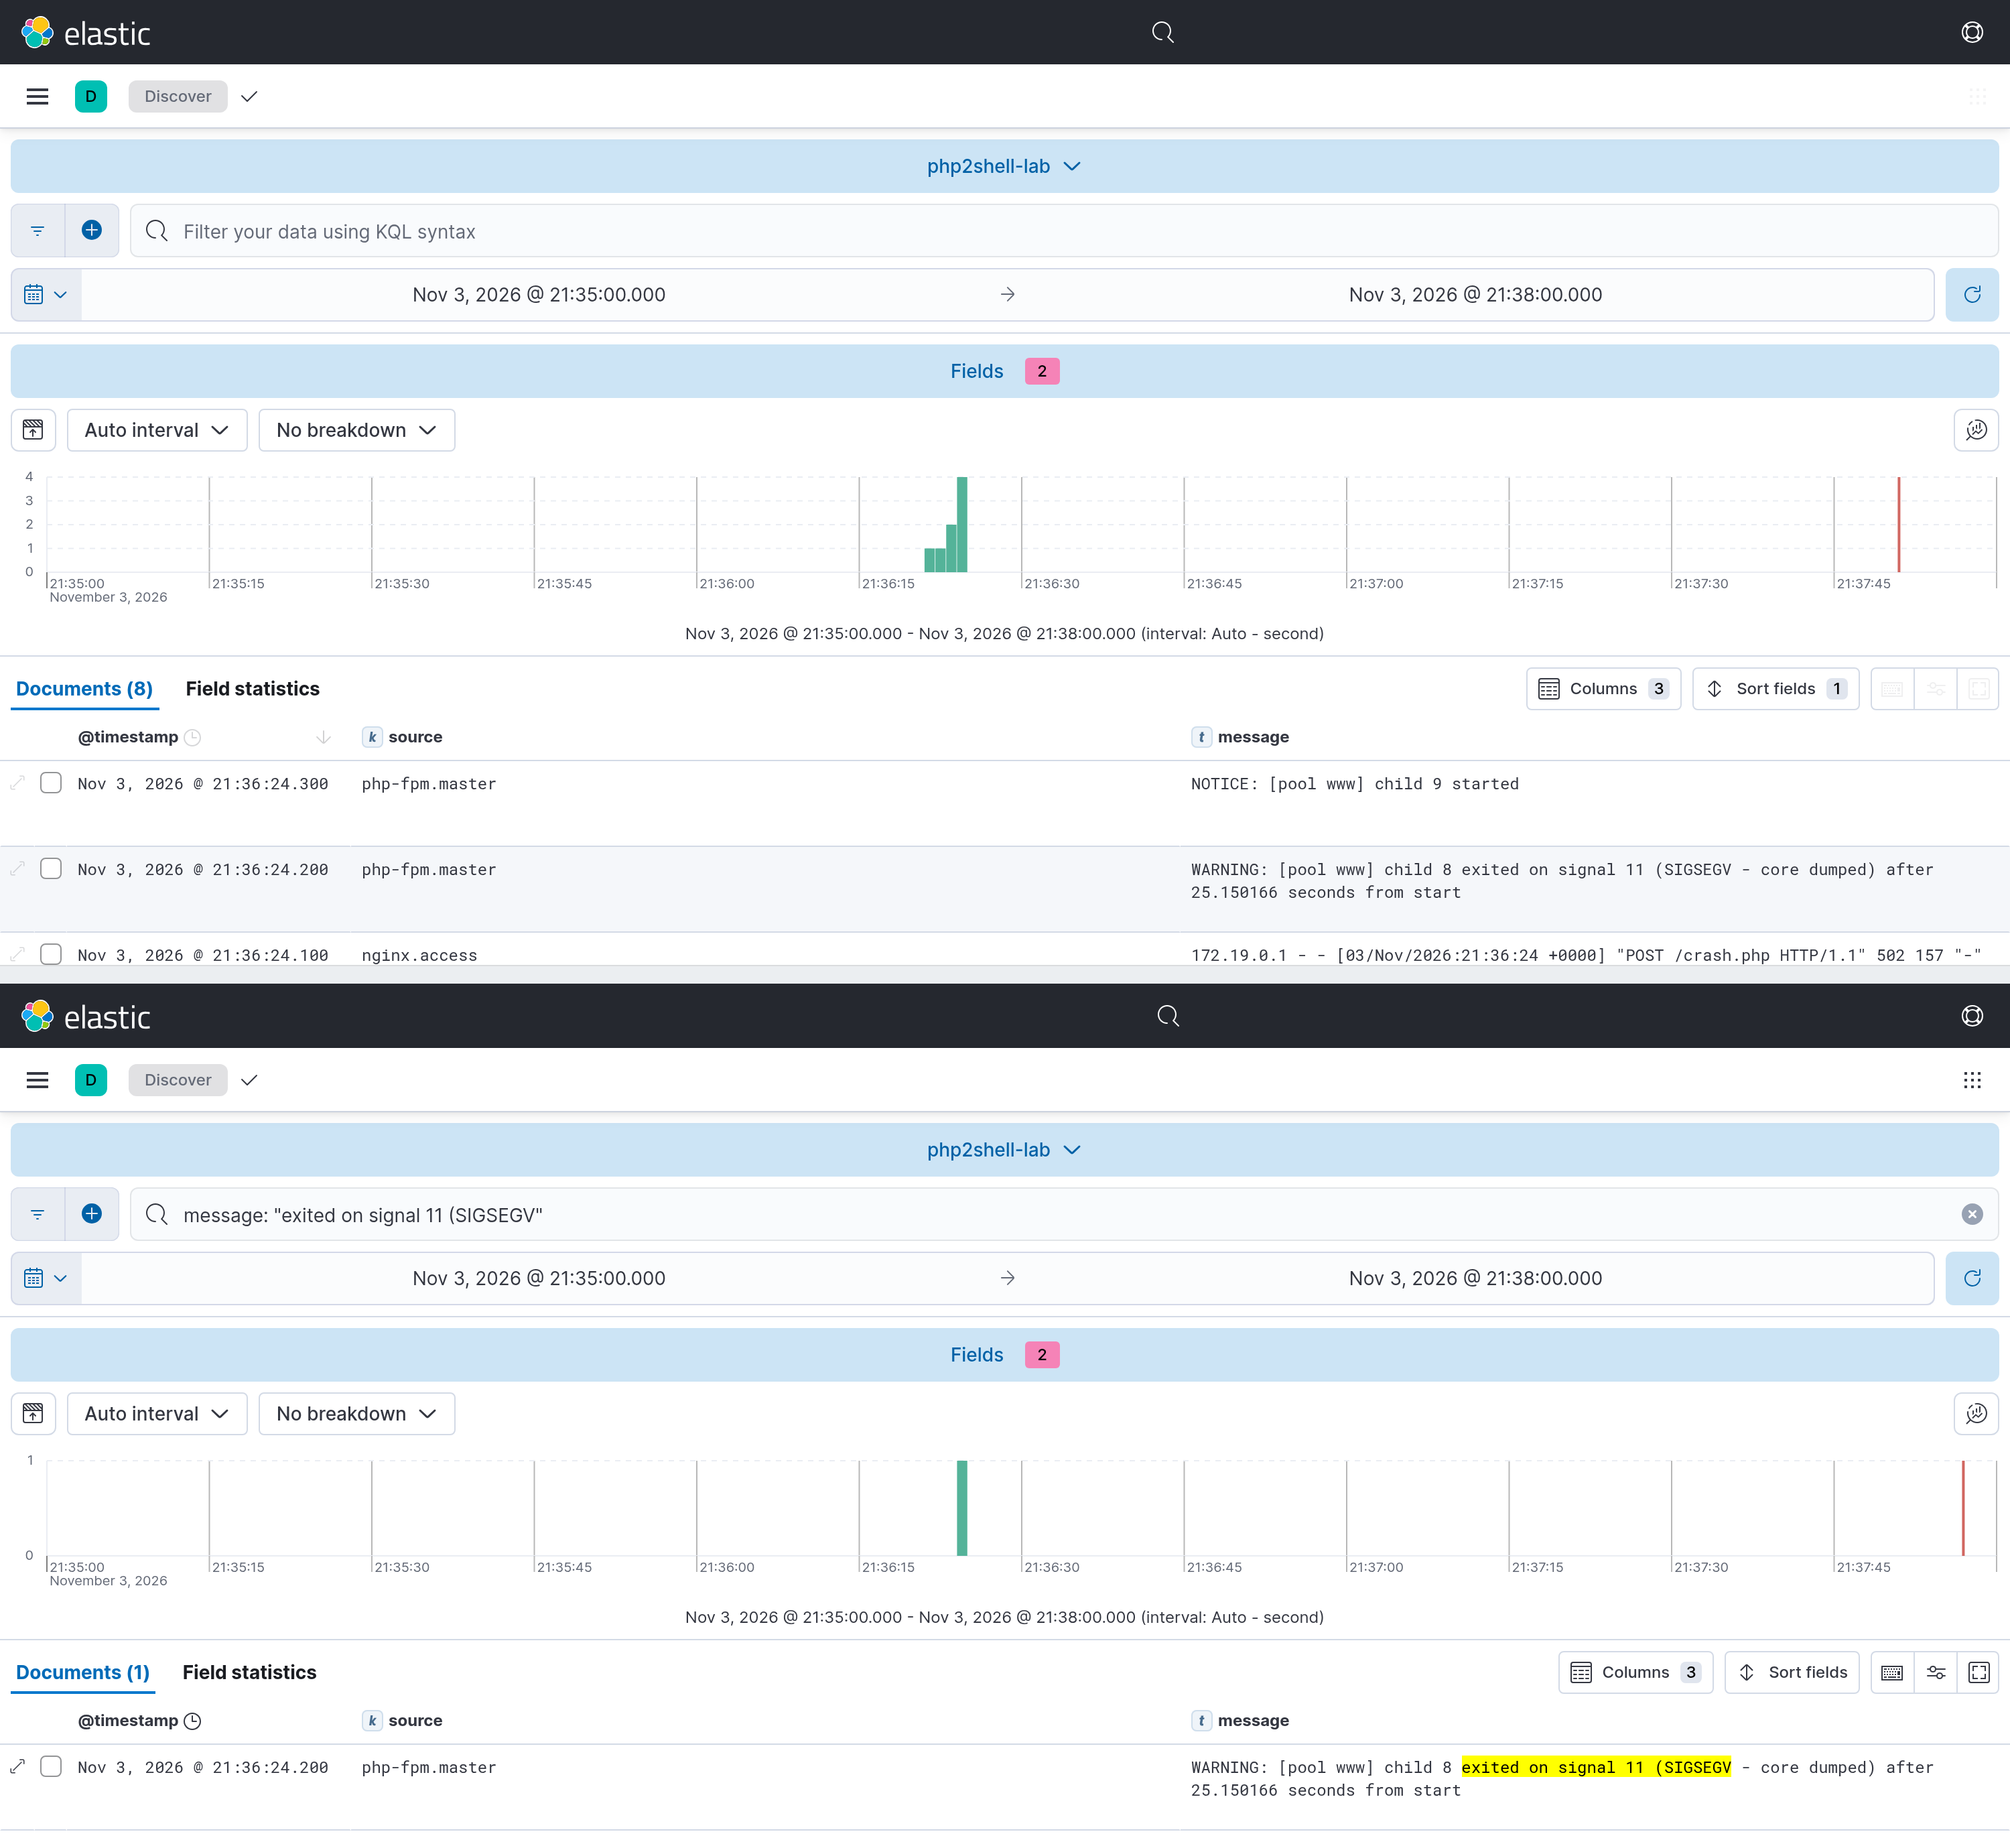 elastic
D Discover
php2shell-lab
Filter your data using KQL syntax
Nov 3, 2026 @ 21:35:00.000 → Nov 3, 2026 @ 21:38:00.000
Fields 2
Auto interval No breakdown
4
3
2
1
0
21:35:00 21:35:15 21:35:30 21:35:45 21:36:00 21:36:15 21:36:30 21:36:45 21:37:00 21:37:15 21:37:30 21:37:45
November 3, 2026
Nov 3, 2026 @ 21:35:00.000 - Nov 3, 2026 @ 21:38:00.000 (interval: Auto - second)
Documents (8) Field statistics Columns 3 Sort fields 1
@timestamp k source t message
Nov 3, 2026 @ 21:36:24.300 php-fpm.master NOTICE: [pool www] child 9 started
Nov 3, 2026 @ 21:36:24.200 php-fpm.master WARNING: [pool www] child 8 exited on signal 11 (SIGSEGV - core dumped) after
25.150166 seconds from start
Nov 3, 2026 @ 21:36:24.100 nginx.access 172.19.0.1 - - [03/Nov/2026:21:36:24 +0000] "POST /crash.php HTTP/1.1" 502 157 "-"
elastic
D Discover
php2shell-lab
message: "exited on signal 11 (SIGSEGV"
Nov 3, 2026 @ 21:35:00.000 → Nov 3, 2026 @ 21:38:00.000
Fields 2
Auto interval No breakdown
1
0
21:35:00 21:35:15 21:35:30 21:35:45 21:36:00 21:36:15 21:36:30 21:36:45 21:37:00 21:37:15 21:37:30 21:37:45
November 3, 2026
Nov 3, 2026 @ 21:35:00.000 - Nov 3, 2026 @ 21:38:00.000 (interval: Auto - second)
Documents (1) Field statistics Columns 3 Sort fields
@timestamp k source t message
Nov 3, 2026 @ 21:36:24.200 php-fpm.master WARNING: [pool www] child 8 exited on signal 11 (SIGSEGV - core dumped) after
25.150166 seconds from start